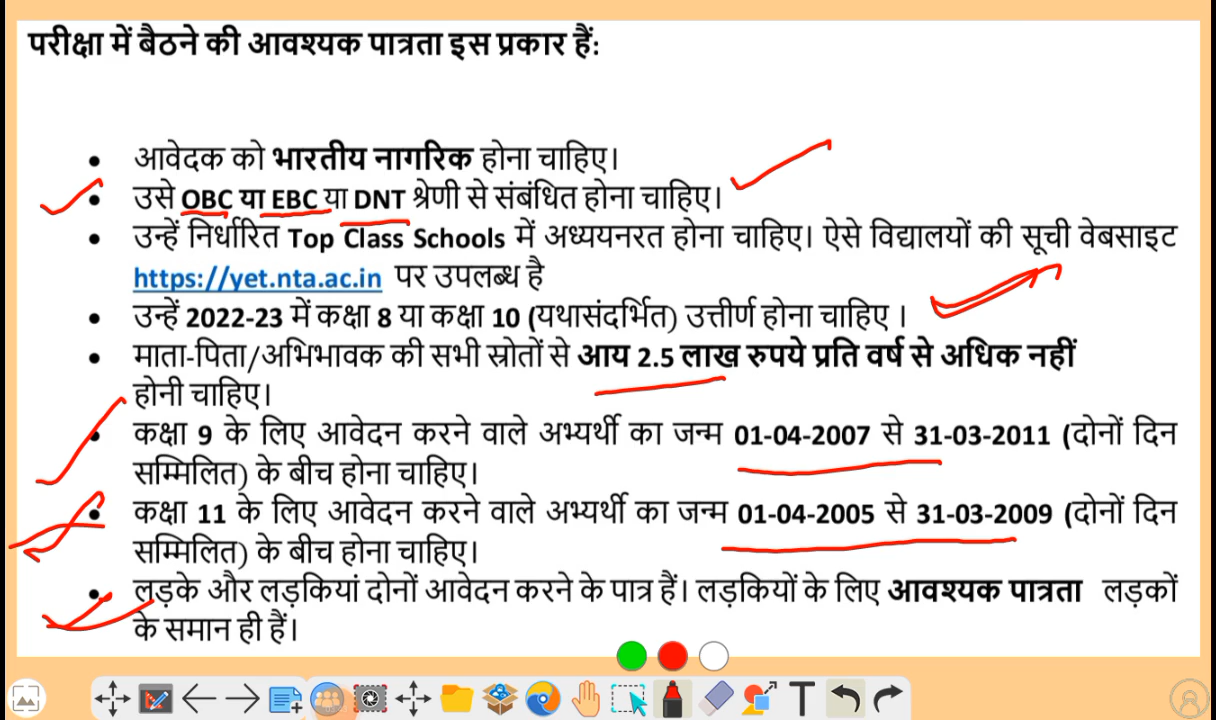 परीक्षा में बैठने की आवश्यक पात्रता इस प्रकार हैं:
• आवेदक को भारतीय नागरिक होना चाहिए।
• उसे OBC या EBC या DNT श्रेणी से संबंधित होना चाहिए।
• उन्हें निर्धारित Top Class Schools में अध्ययनरत होना चाहिए। ऐसे विद्यालयों की सूची वेबसाइट
https://yet.nta.ac.in पर उपलब्ध है
• उन्हें 2022-23 में कक्षा 8 या कक्षा 10 (यथासंदर्भित) उत्तीर्ण होना चाहिए ।
• माता-पिता/अभिभावक की सभी स्रोतों से आय 2.5 लाख रुपये प्रति वर्ष से अधिक नहीं
होनी चाहिए।
• कक्षा 9 के लिए आवेदन करने वाले अभ्यर्थी का जन्म 01-04-2007 से 31-03-2011 (दोनों दिन
सम्मिलित) के बीच होना चाहिए।
• कक्षा 11 के लिए आवेदन करने वाले अभ्यर्थी का जन्म 01-04-2005 से 31-03-2009 (दोनों दिन
सम्मिलित) के बीच होना चाहिए।
• लड़के और लड़कियां दोनों आवेदन करने के पात्र हैं। लड़कियों के लिए आवश्यक पात्रता लड़कों
के समान ही हैं।